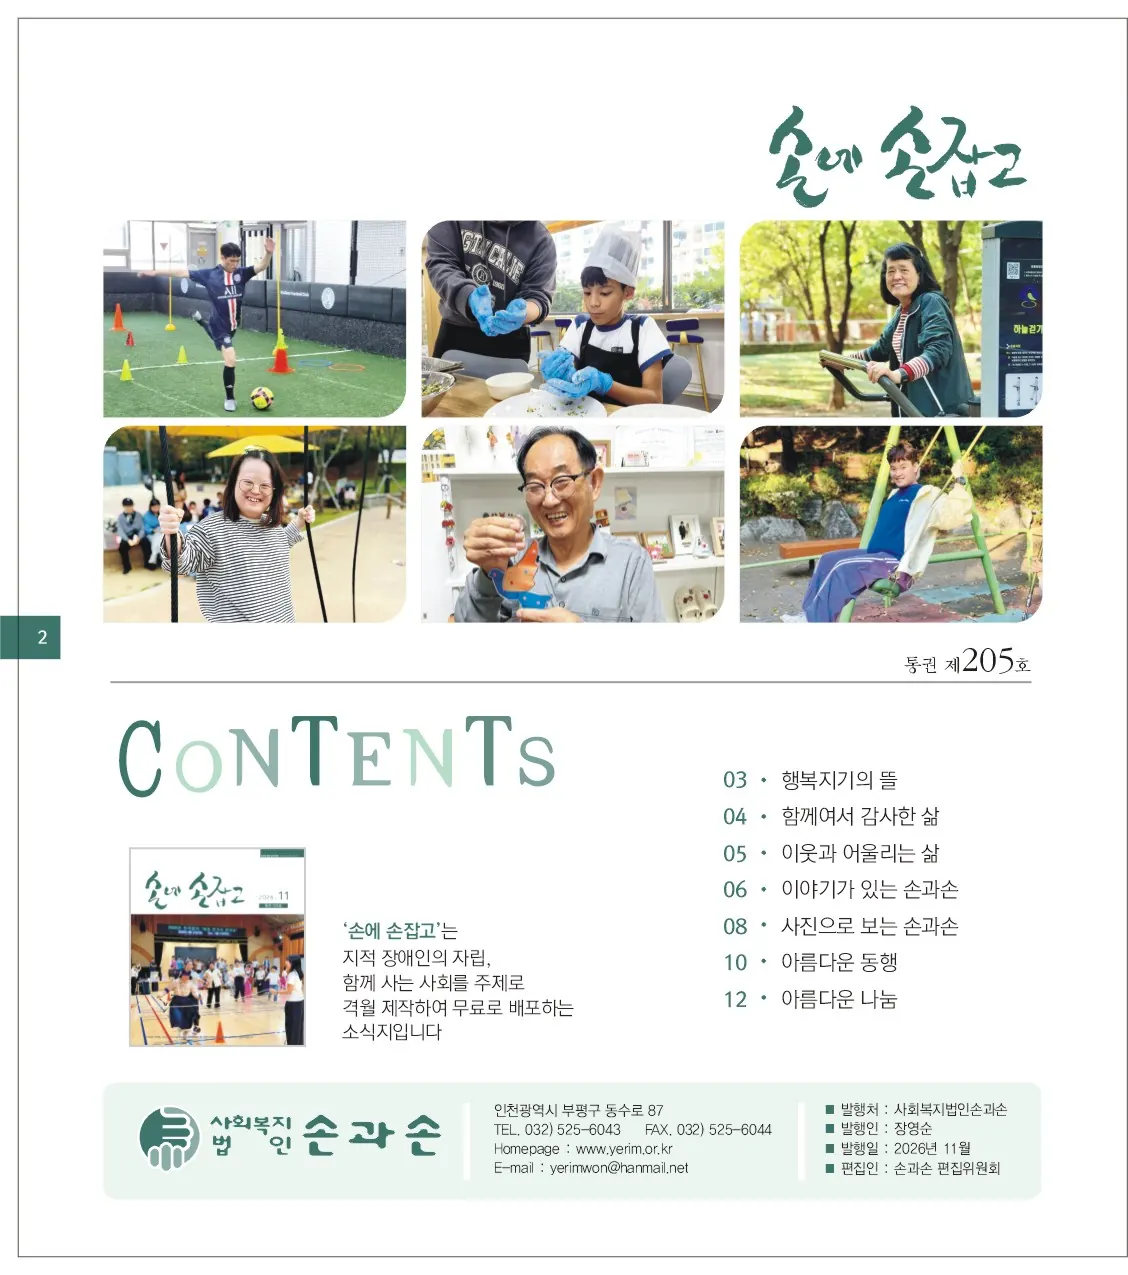 손에 손잡고
하늘걷기
2
통권 제205호
CONTENTS
03 • 행복지기의 뜰
04 • 함께여서 감사한 삶
05 • 이웃과 어울리는 삶
06 • 이야기가 있는 손과손
08 • 사진으로 보는 손과손
10 • 아름다운 동행
12 • 아름다운 나눔
손에 손잡고
11
‘손에 손잡고’는
지적 장애인의 자립,
함께 사는 사회를 주제로
격월 제작하여 무료로 배포하는
소식지입니다
사회복지
법인 손과손
인천광역시 부평구 동수로 87
TEL. 032) 525-6043 FAX. 032) 525-6044
Homepage : www.yerim.or.kr
E-mail : yerimwon@hanmail.net
■ 발행처 : 사회복지법인손과손
■ 발행인 : 장영순
■ 발행일 : 2026년 11월
■ 편집인 : 손과손 편집위원회